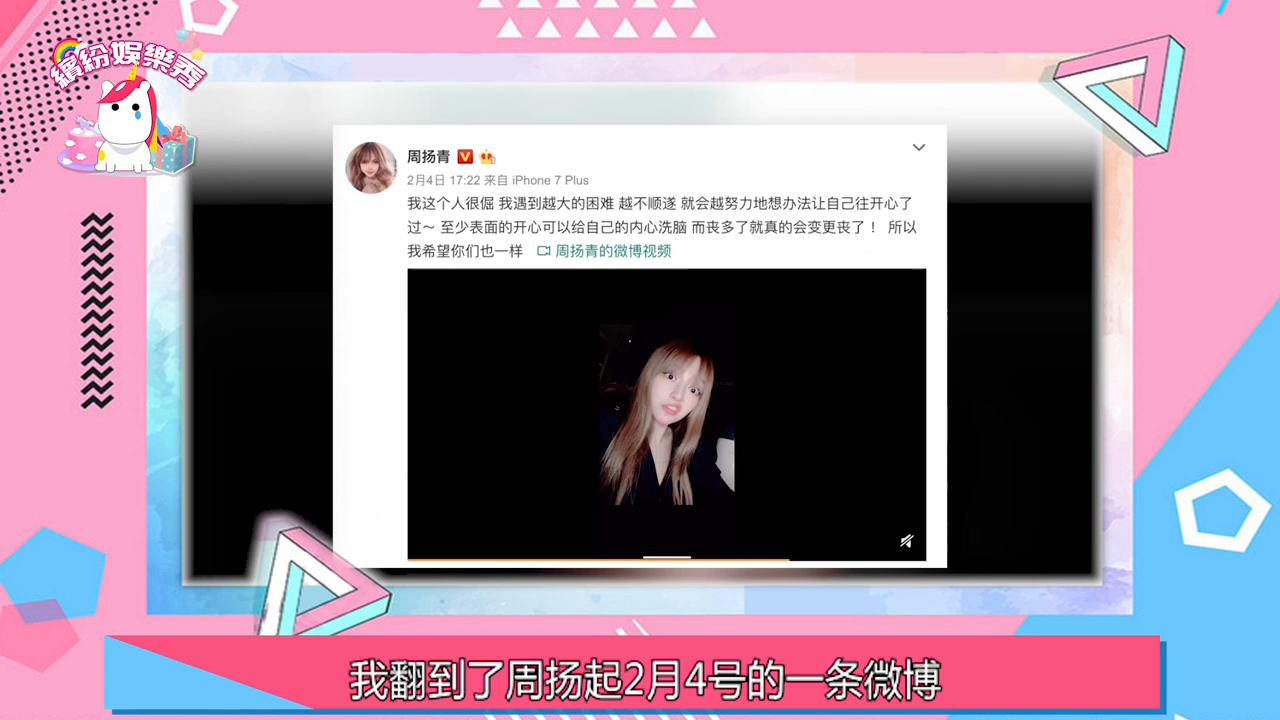 繽紛娛樂秀
周扬青
2月4日 17:22 来自 iPhone 7 Plus
我这个人很倔 我遇到越大的困难 越不顺遂 就会越努力地想办法让自己往开心了
过～ 至少表面的开心可以给自己的内心洗脑 而丧多了就真的会变更丧了！ 所以
我希望你们也一样 周扬青的微博视频
我翻到了周扬起2月4号的一条微博